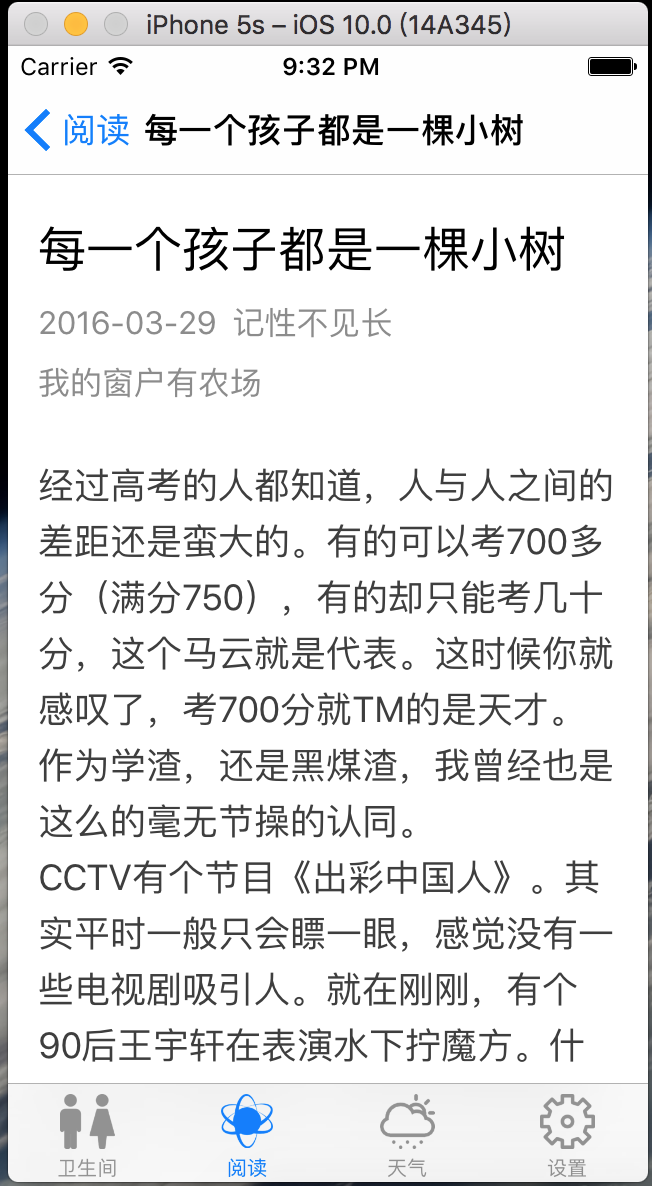 iPhone 5s – iOS 10.0 (14A345)
Carrier 9:32 PM
阅读 每一个孩子都是一棵小树
每一个孩子都是一棵小树
2016-03-29 记性不见长
我的窗户有农场
经过高考的人都知道，人与人之间的
差距还是蛮大的。有的可以考700多
分（满分750），有的却只能考几十
分，这个马云就是代表。这时候你就
感叹了，考700分就TM的是天才。
作为学渣，还是黑煤渣，我曾经也是
这么的毫无节操的认同。
CCTV有个节目《出彩中国人》。其
实平时一般只会瞟一眼，感觉没有一
些电视剧吸引人。就在刚刚，有个
90后王宇轩在表演水下拧魔方。什
卫生间 阅读 天气 设置